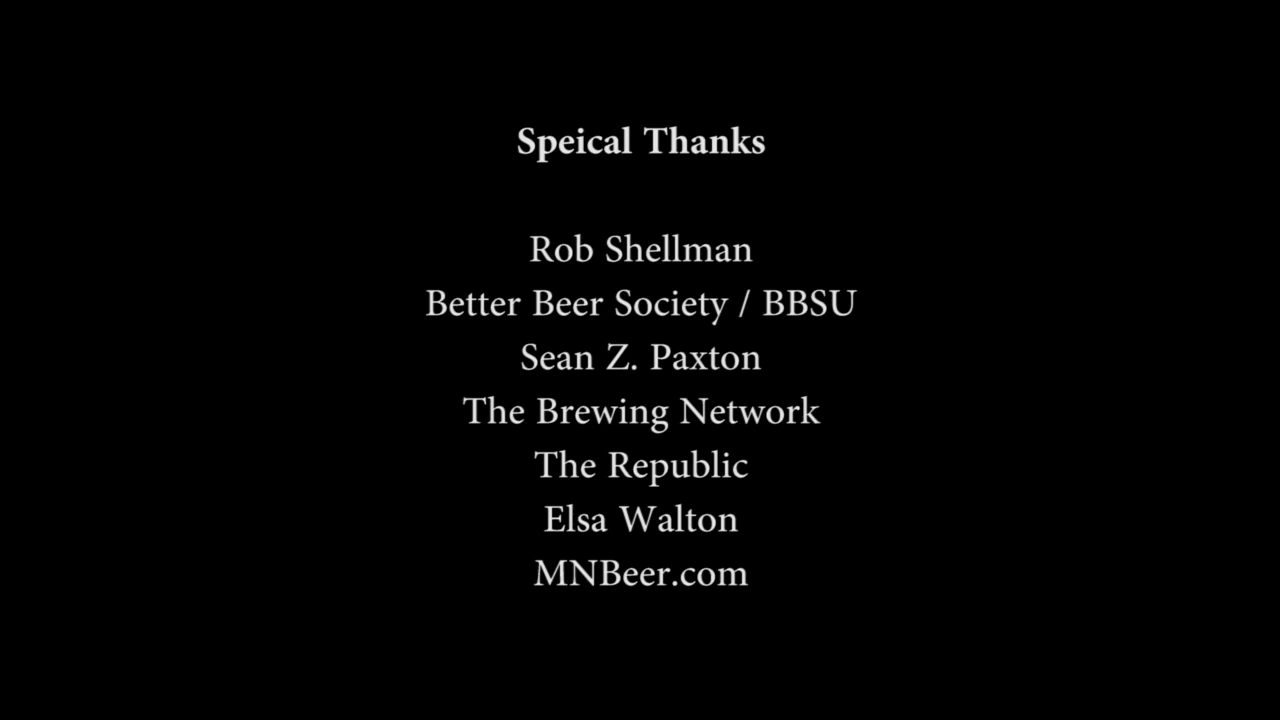 Speical Thanks
Rob Shellman
Better Beer Society / BBSU
Sean Z. Paxton
The Brewing Network
The Republic
Elsa Walton
MNBeer.com